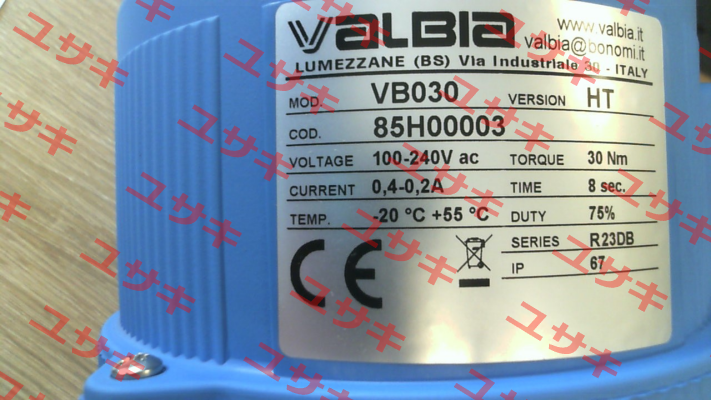 VALBIA
www.valbia.it
valbia@bonomi.it
LUMEZZANE (BS) Via Industriale 30 - ITALY
MOD. VB030 VERSION HT
COD. 85H00003
VOLTAGE 100-240V ac TORQUE 30 Nm
CURRENT 0,4-0,2A TIME 8 sec.
TEMP. -20 °C +55 °C DUTY 75%
CE SERIES R23DB
IP 67
ユサキ